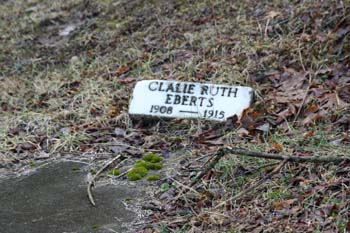 CLALIE RUTH
EBERTS
1908 — 1915